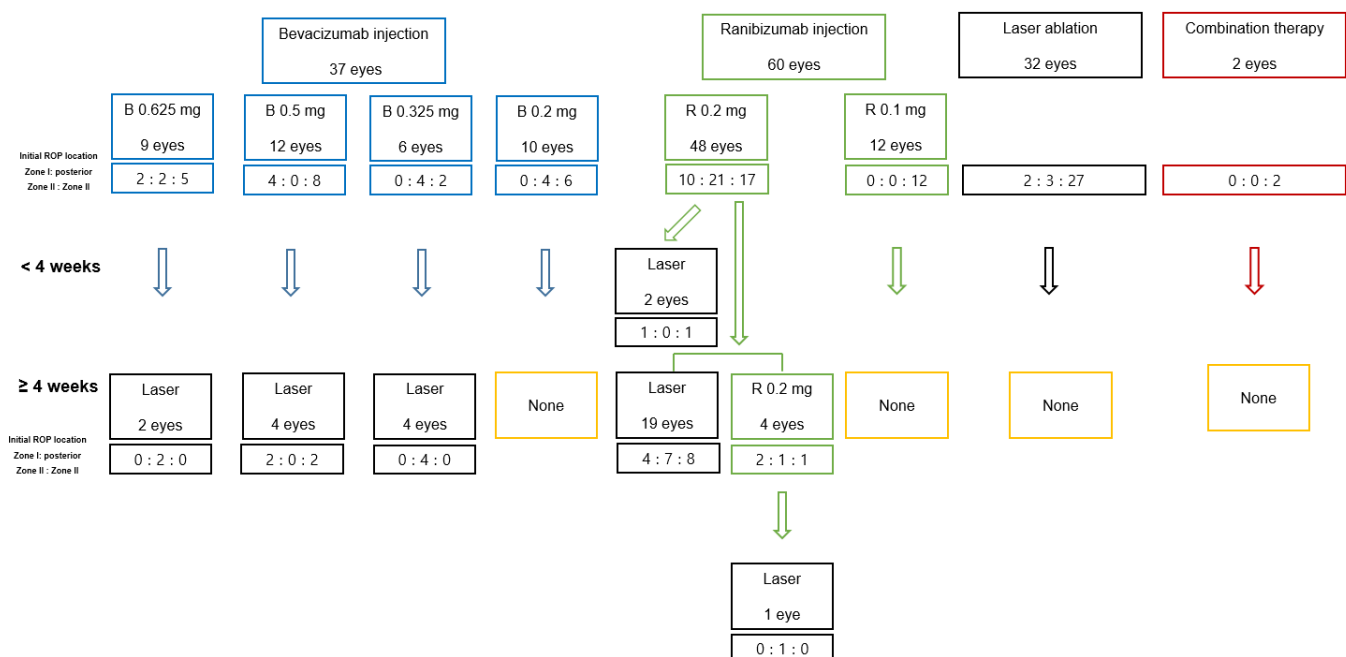 Bevacizumab injection
37 eyes
Ranibizumab injection
60 eyes
Laser ablation
32 eyes
Combination therapy
2 eyes
B 0.625 mg
9 eyes
B 0.5 mg
12 eyes
B 0.325 mg
6 eyes
B 0.2 mg
10 eyes
R 0.2 mg
48 eyes
R 0.1 mg
12 eyes
Initial ROP location
Zone I: posterior
Zone II : Zone II
2 : 2 : 5
4 : 0 : 8
0 : 4 : 2
0 : 4 : 6
10 : 21 : 17
0 : 0 : 12
2 : 3 : 27
0 : 0 : 2
< 4 weeks
Laser
2 eyes
1 : 0 : 1
≥ 4 weeks
Laser
2 eyes
Laser
4 eyes
Laser
4 eyes
None
Laser
19 eyes
R 0.2 mg
4 eyes
None
None
None
Initial ROP location
Zone I: posterior
Zone II : Zone II
0 : 2 : 0
2 : 0 : 2
0 : 4 : 0
4 : 7 : 8
2 : 1 : 1
Laser
1 eye
0 : 1 : 0